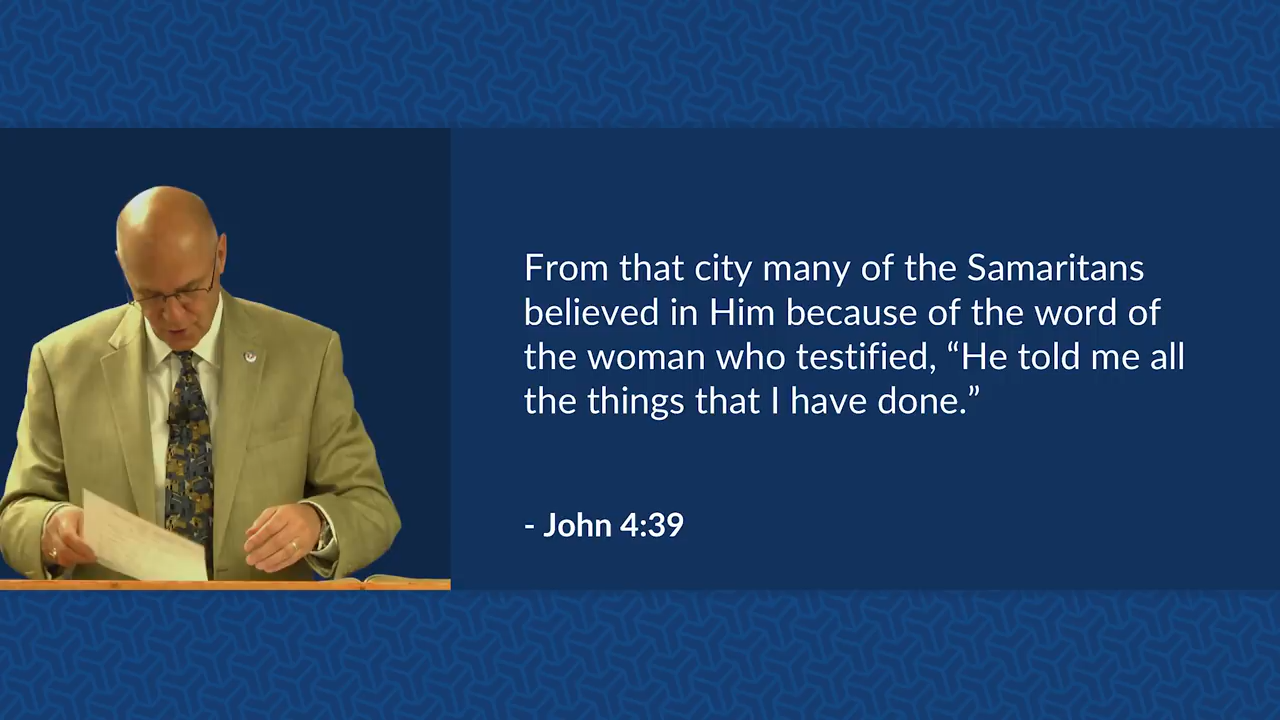 From that city many of the Samaritans
believed in Him because of the word of
the woman who testified, “He told me all
the things that I have done.”
- John 4:39